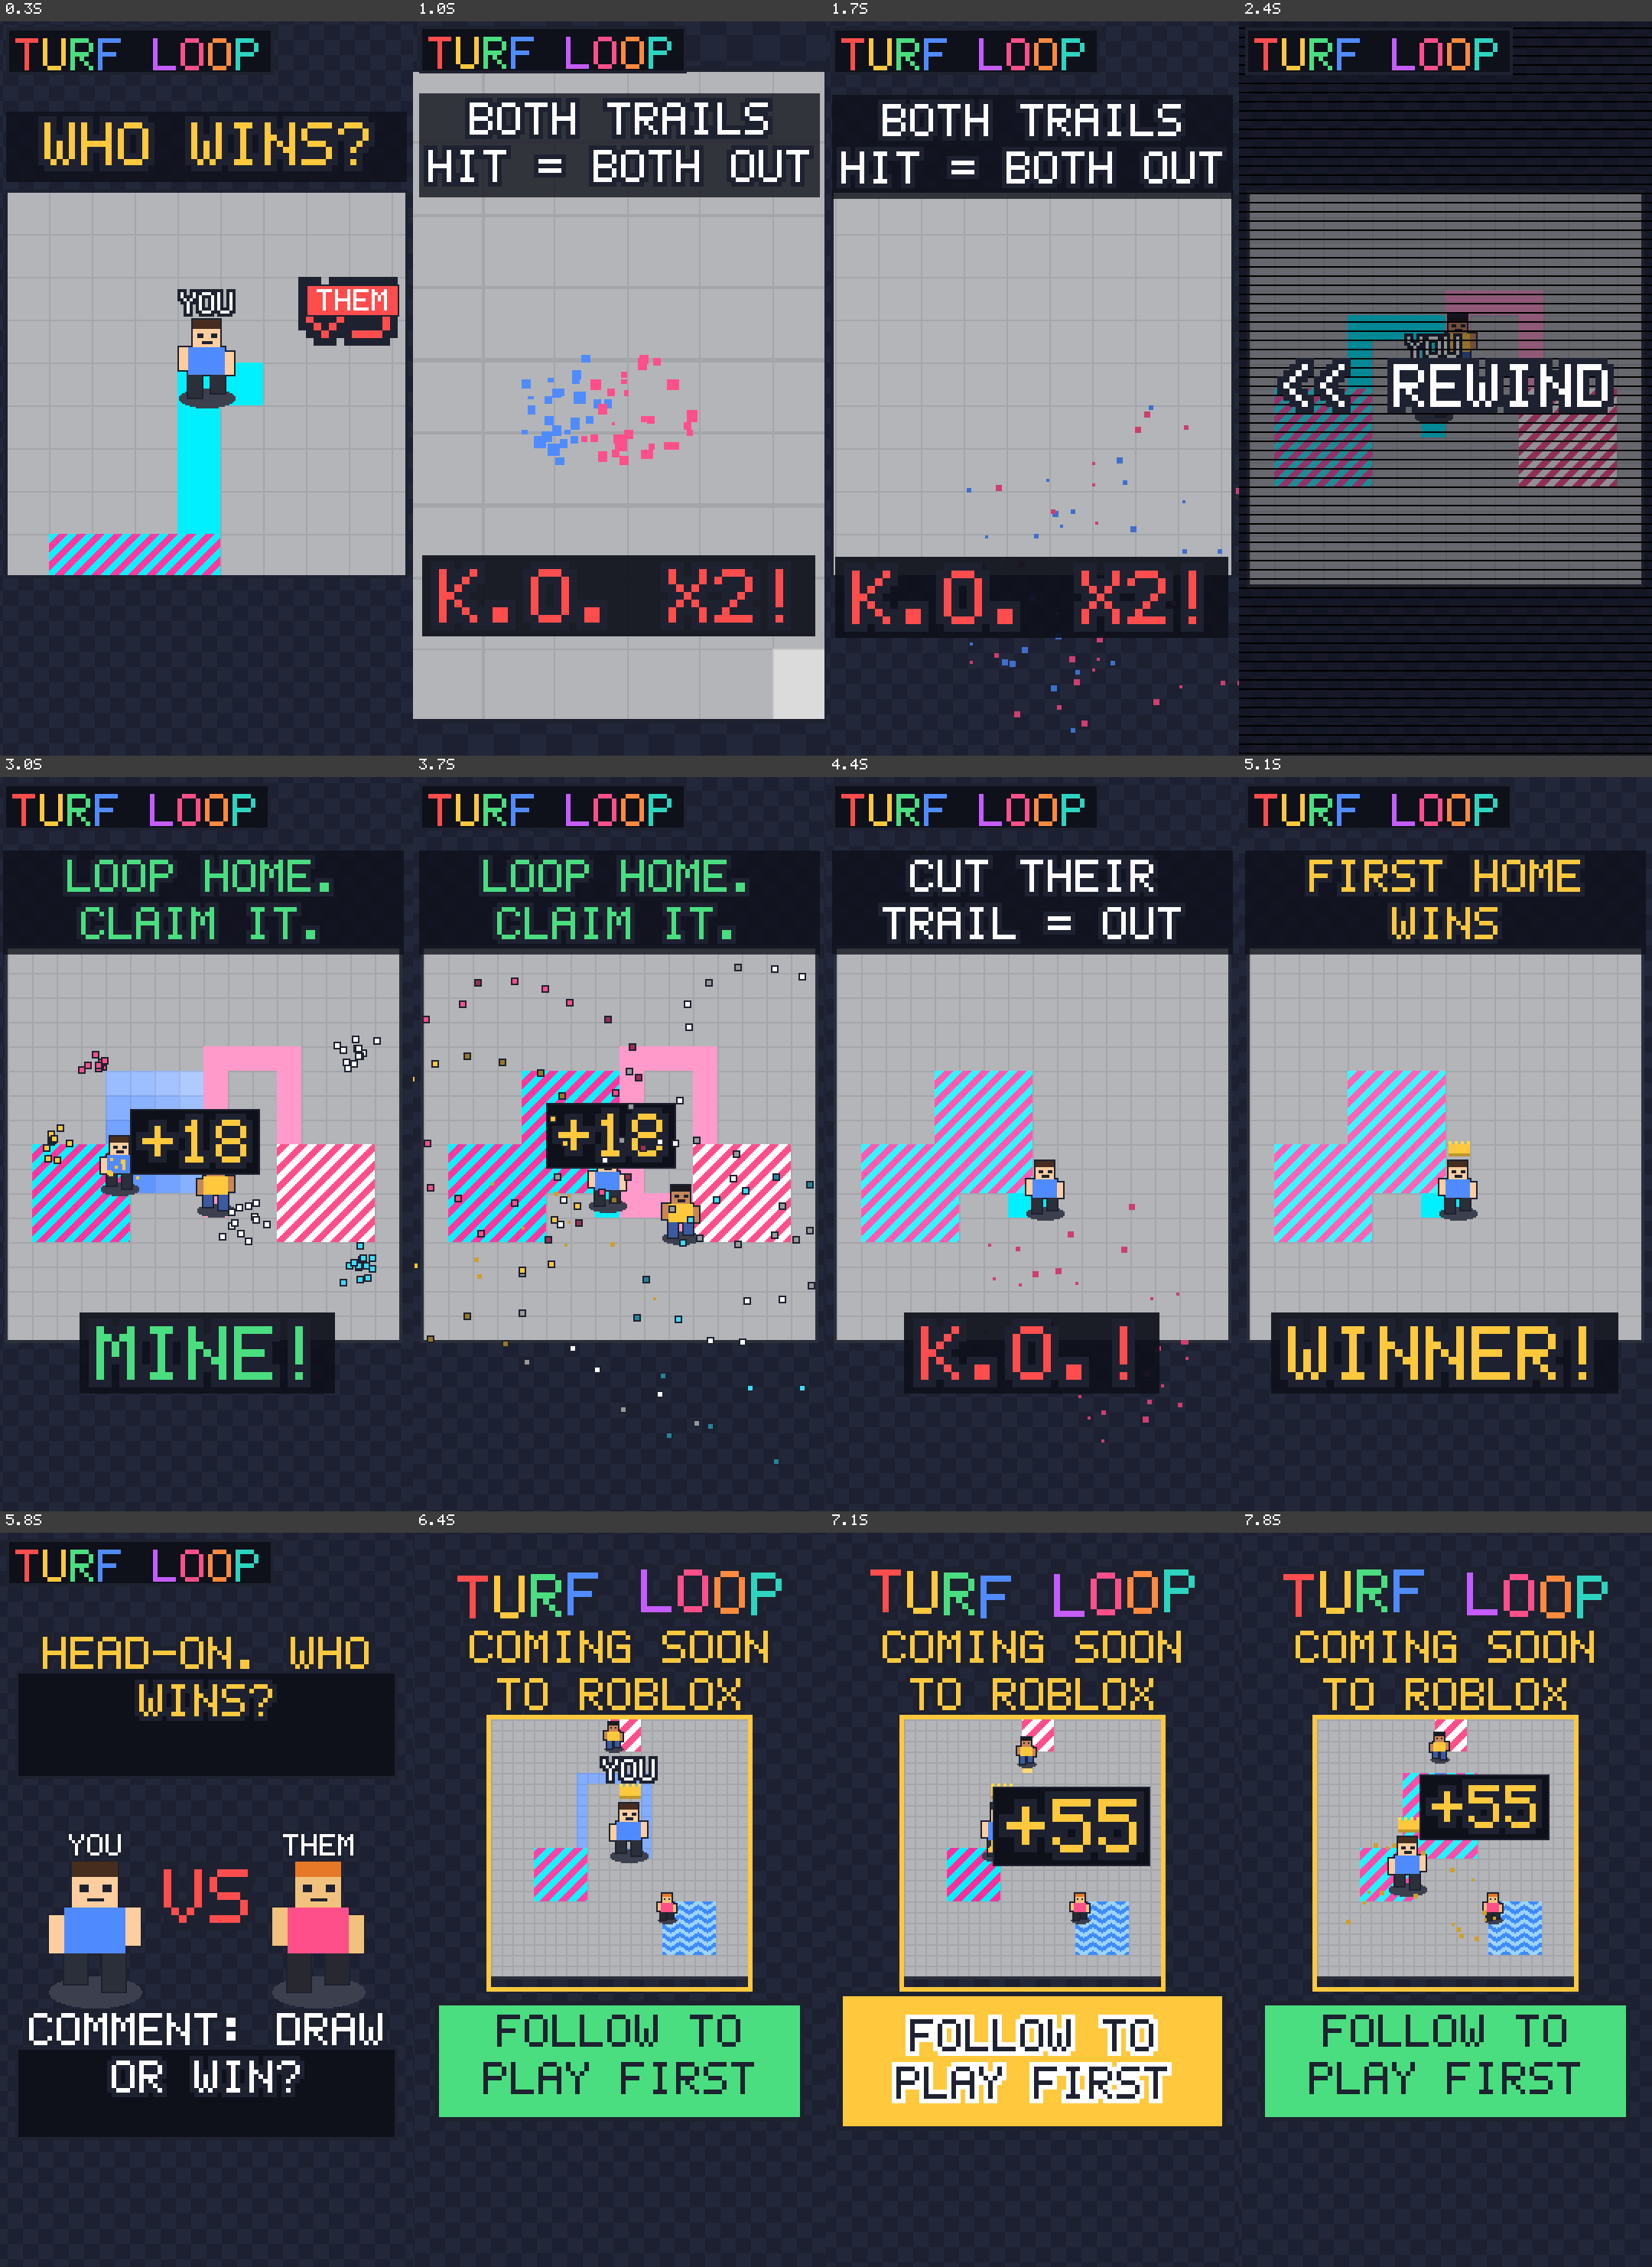 0.3S
TURF LOOP
WHO WINS?
YOU
THEM
1.0S
TURF LOOP
BOTH TRAILS
HIT = BOTH OUT
K.O. X2!
1.7S
TURF LOOP
BOTH TRAILS
HIT = BOTH OUT
K.O. X2!
2.4S
TURF LOOP
YOU
<< REWIND
3.0S
TURF LOOP
LOOP HOME.
CLAIM IT.
+18
MINE!
3.7S
TURF LOOP
LOOP HOME.
CLAIM IT.
+18
4.4S
TURF LOOP
CUT THEIR
TRAIL = OUT
K.O.!
5.1S
TURF LOOP
FIRST HOME
WINS
WINNER!
5.8S
TURF LOOP
HEAD-ON. WHO
WINS?
YOU
THEM
VS
COMMENT: DRAW
OR WIN?
6.4S
TURF LOOP
COMING SOON
TO ROBLOX
YOU
FOLLOW TO
PLAY FIRST
7.1S
TURF LOOP
COMING SOON
TO ROBLOX
+55
FOLLOW TO
PLAY FIRST
7.8S
TURF LOOP
COMING SOON
TO ROBLOX
+55
FOLLOW TO
PLAY FIRST